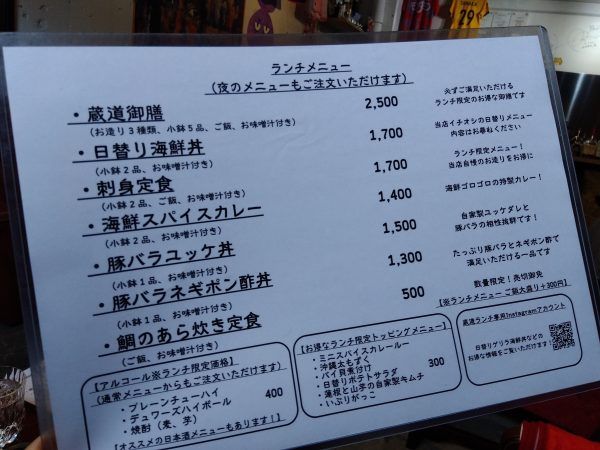 ランチメニュー
(夜のメニューもご注文いただけます)
・蔵道御膳 2,500 必ずご満足いただける
(お造り3種類、小鉢5品、ご飯、お味噌汁付き) ランチ限定のお得な御膳です
・日替り海鮮丼 1,700 当店イチオシの日替りメニュー
(小鉢2品、お味噌汁付き) 内容はお尋ねください
・刺身定食 1,700 ランチ限定メニュー!
(小鉢2品、ご飯、お味噌汁付き) 当店自慢のお造りをお得に
・海鮮スパイスカレー 1,400 海鮮ゴロゴロの特製カレー!
(小鉢2品、お味噌汁付き)
・豚バラユッケ丼 1,500 自家製ユッケダレと
(小鉢1品、お味噌汁付き) 豚バラの相性抜群です!
・豚バラネギポン酢丼 1,300 たっぷり豚バラとネギポン酢で
(小鉢1品、お味噌汁付き) 満足いただける一品です
・鯛のあら炊き定食 500 数量限定!売切御免
(ご飯、お味噌汁付き) 【※ランチメニュー ご飯大盛り+300円】
【アルコール※ランチ限定価格】
(通常メニューからもご注文いただけます)
・プレーンチューハイ
・デュワーズハイボール 400
・焼酎(麦、芋)
【オススメの日本酒メニューもあります!】
【お得なランチ限定トッピングメニュー】
・ミニスパイスカレールー
・沖縄太もずく
・バイ貝煮付け 300
・日替りポテトサラダ
・蓮根と山芋の自家製キムチ
・いぶりがっこ
蔵道ランチ専用Instagramアカウント
日替りゲリラ海鮮丼などの
お得な情報をご覧いただけます!
29